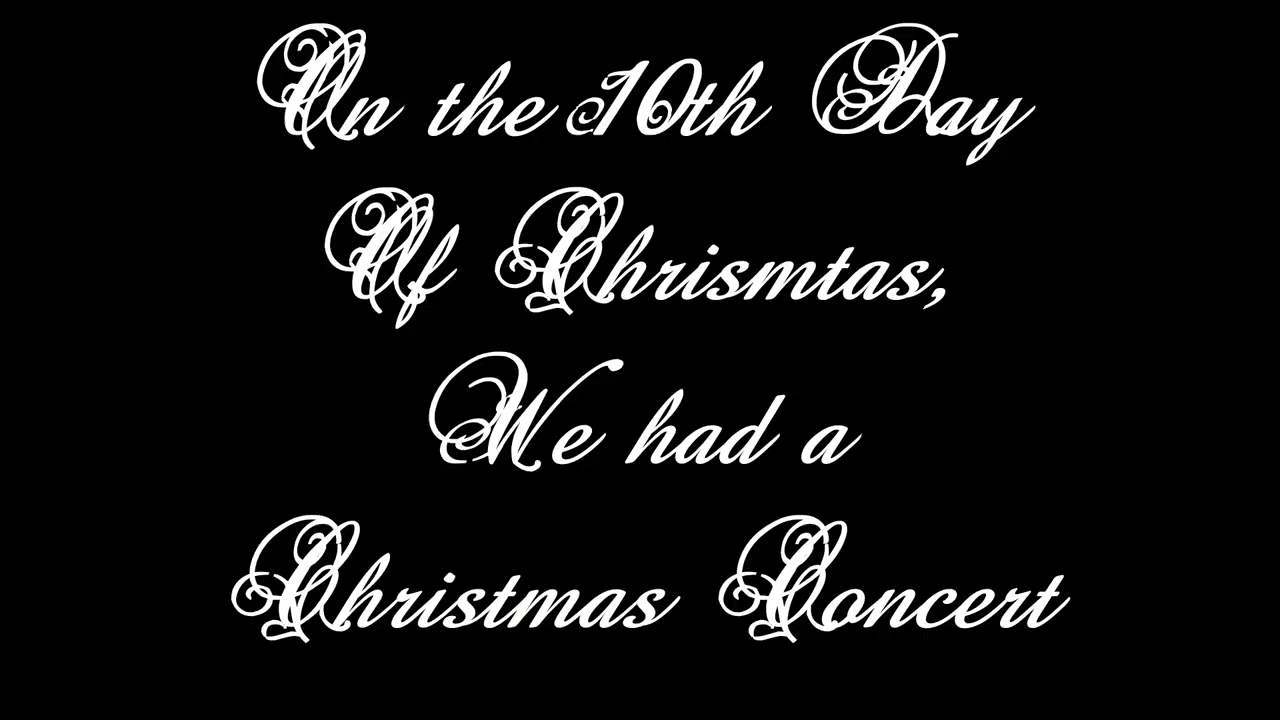 On the 10th Day
Of Chrismtas,
We had a
Christmas Concert